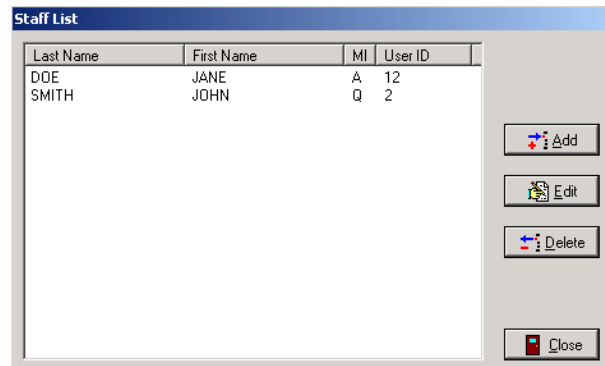 Staff List
Last Name First Name MI User ID
DOE JANE A 12
SMITH JOHN Q 2
Add
Edit
Delete
Close